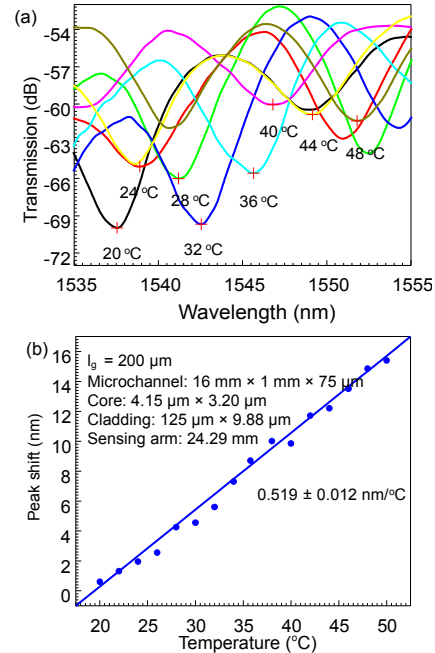 (a)
-54
-57
-60
-63
-66
-69
-72
Transmission (dB)
40 °C
44 °C
48 °C
24 °C
28 °C
36 °C
20 °C
32 °C
1535
1540
1545
1550
1555
Wavelength (nm)
(b)
16
14
12
10
8
6
4
2
0
Peak shift (nm)
l_g = 200 µm
Microchannel: 16 mm × 1 mm × 75 µm
Core: 4.15 µm × 3.20 µm
Cladding: 125 µm × 9.88 µm
Sensing arm: 24.29 mm
0.519 ± 0.012 nm/°C
20
25
30
35
40
45
50
Temperature (°C)